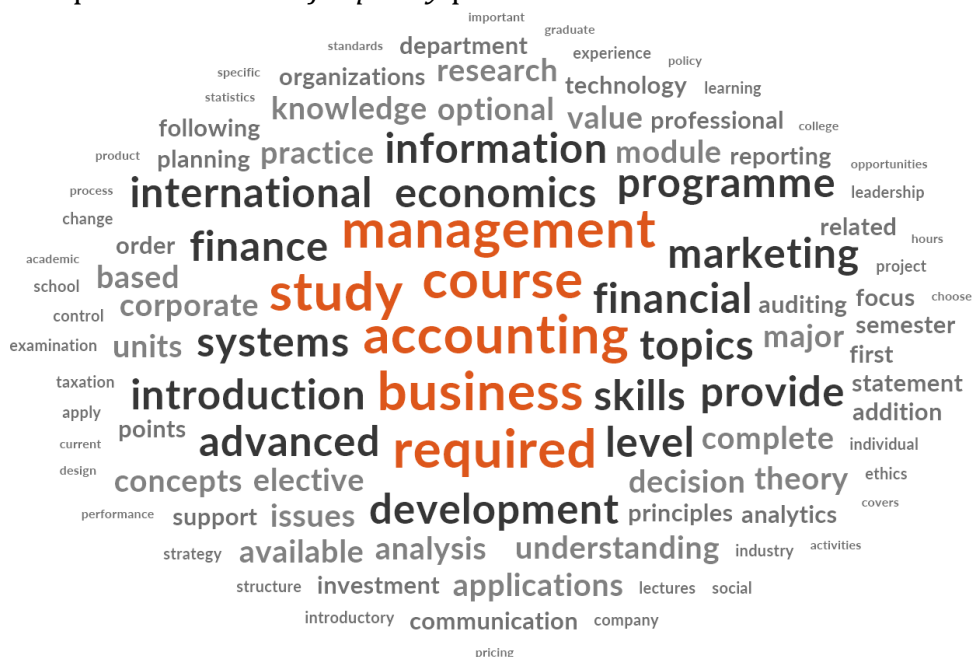 important
graduate
standards department experience policy
specific organizations research technology learning
statistics knowledge optional value professional college
following
product planning practice information module reporting opportunities
process international economics programme leadership
change order finance management marketing related hours
academic school based study course financial auditing focus project choose
control corporate semester
examination units systems accounting topics major first
taxation introduction business skills provide statement
apply points addition
current advanced required level complete individual
design concepts elective decision theory ethics
performance support issues development principles analytics covers
strategy available analysis understanding industry activities
structure investment applications lectures social
introductory communication company
pricing